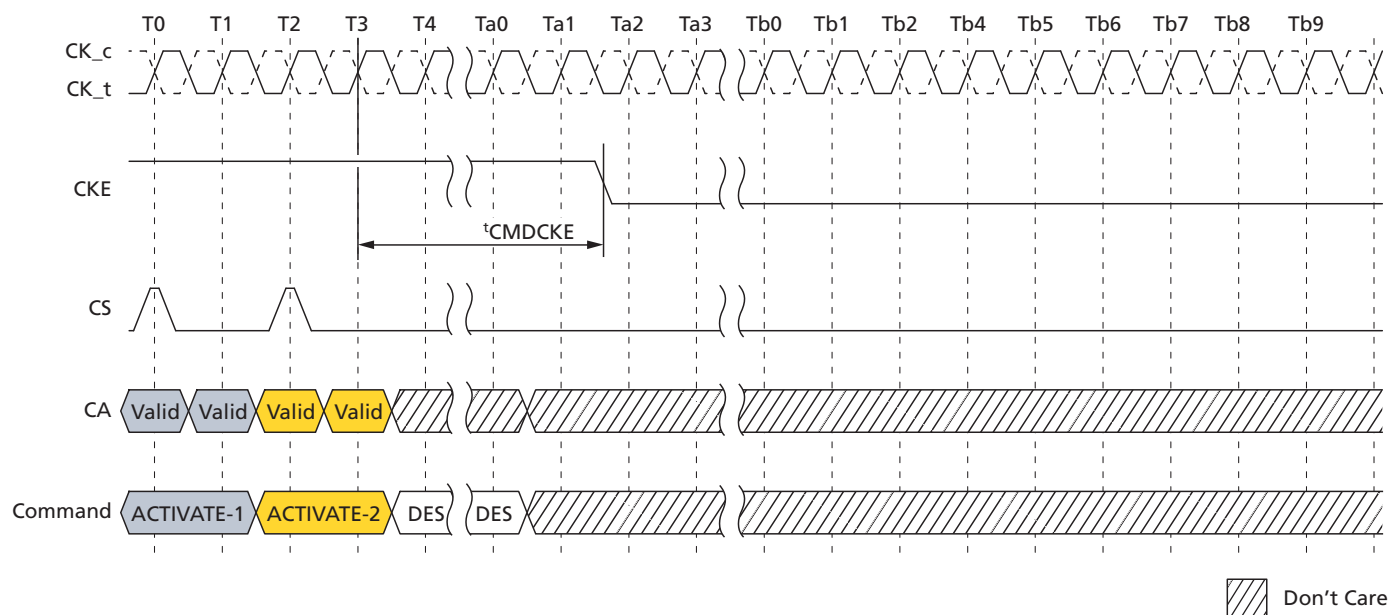 T0 T1 T2 T3 T4 Ta0 Ta1 Ta2 Ta3 Tb0 Tb1 Tb2 Tb4 Tb5 Tb6 Tb7 Tb8 Tb9
CK_c
CK_t
CKE
tCMDCKE
CS
CA Valid Valid Valid Valid
Command ACTIVATE-1 ACTIVATE-2 DES DES
Don't Care